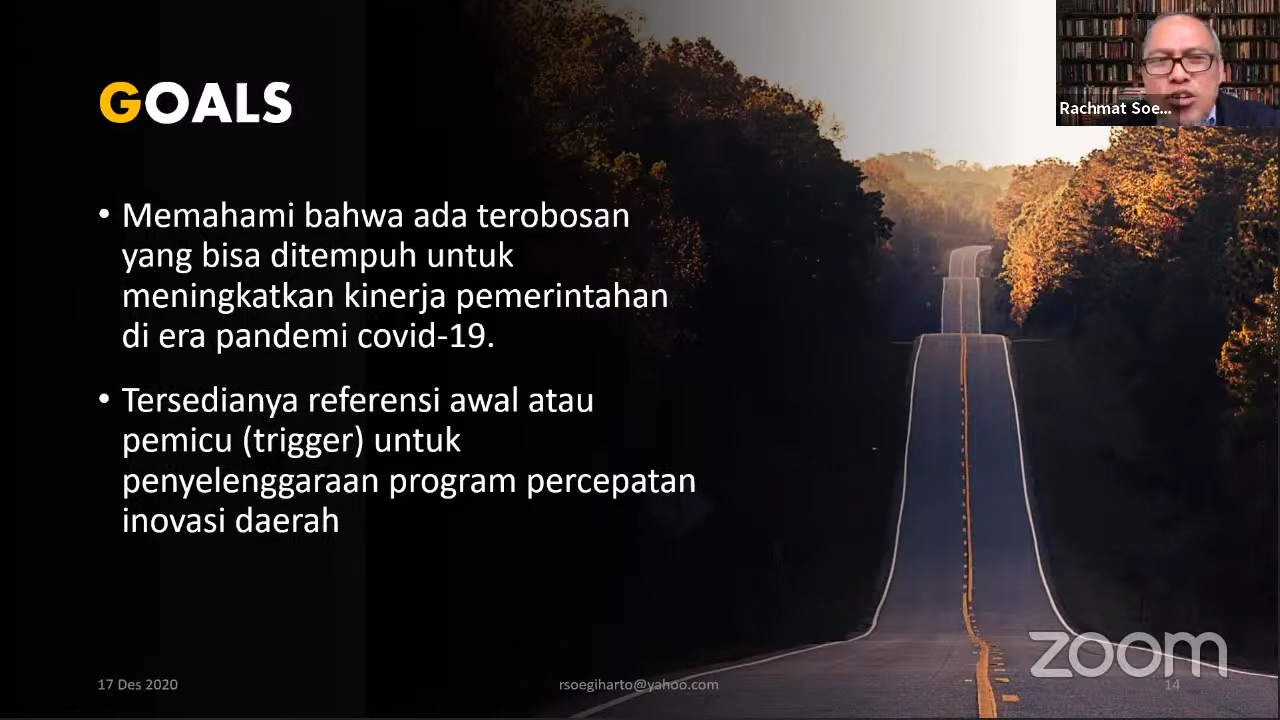 GOALS
Rachmat Soe...
• Memahami bahwa ada terobosan
yang bisa ditempuh untuk
meningkatkan kinerja pemerintahan
di era pandemi covid-19.
• Tersedianya referensi awal atau
pemicu (trigger) untuk
penyelenggaraan program percepatan
inovasi daerah
zoom
17 Des 2020
rsoegiharto@yahoo.com
14